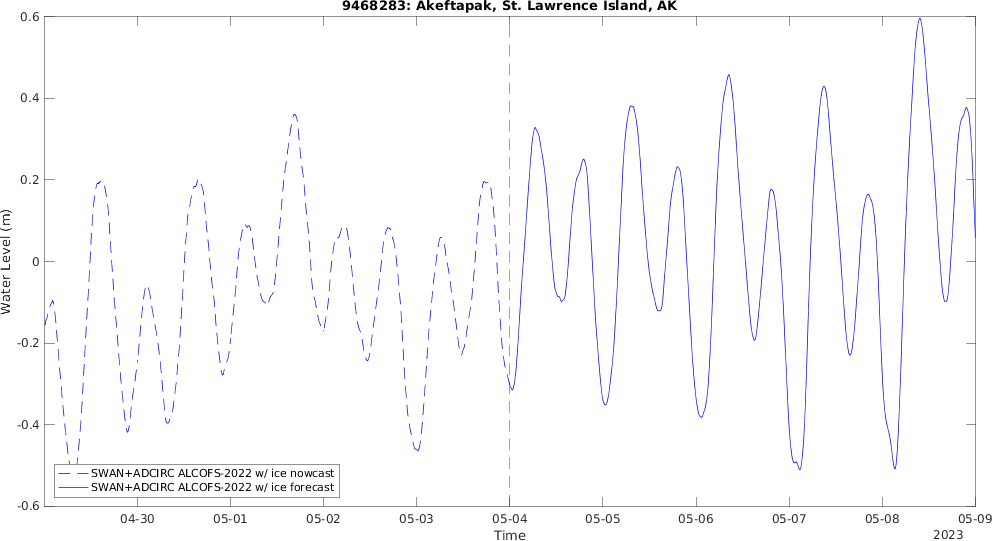 9468283: Akeftapak, St. Lawrence Island, AK
0.6
0.4
0.2
0
-0.2
-0.4
-0.6
Water Level (m)
SWAN+ADCIRC ALCOFS-2022 w/ ice nowcast
SWAN+ADCIRC ALCOFS-2022 w/ ice forecast
04-30 05-01 05-02 05-03 05-04 05-05 05-06 05-07 05-08 05-09
Time 2023